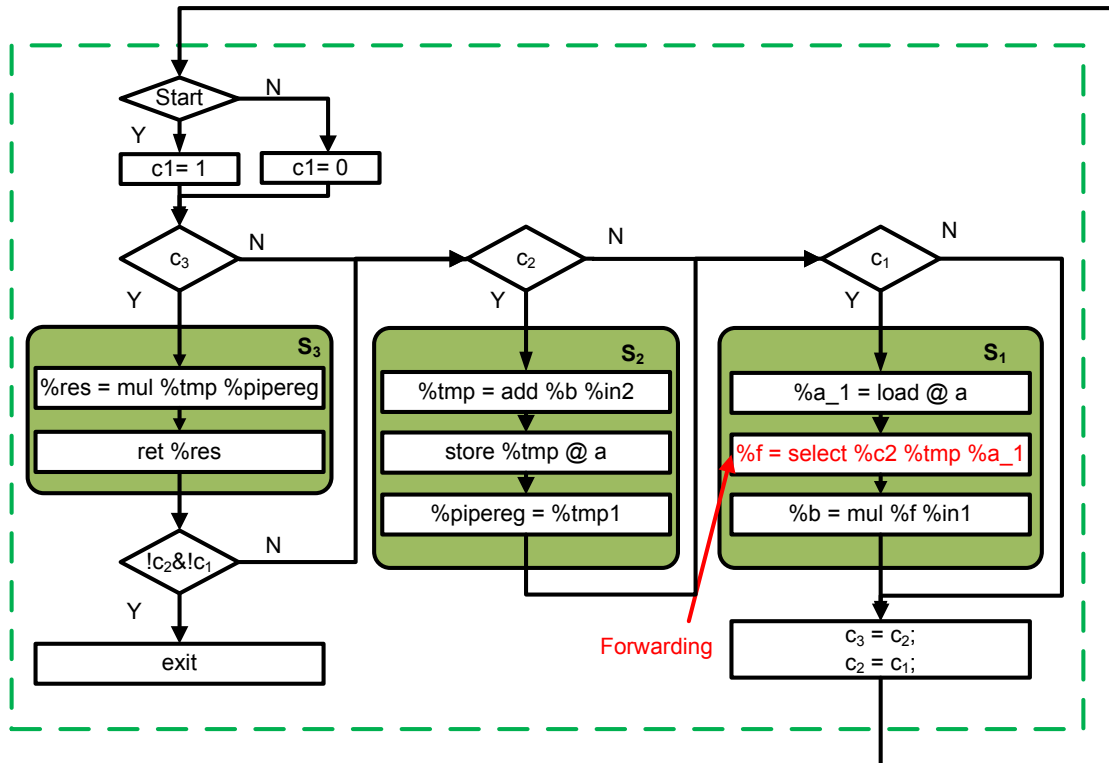 Start
N
Y
c1= 1
c1= 0
c3
N
Y
c2
N
Y
c1
N
Y
S3
%res = mul %tmp %pipereg
ret %res
!c2&!c1
N
Y
exit
S2
%tmp = add %b %in2
store %tmp @ a
%pipereg = %tmp1
S1
%a_1 = load @ a
%f = select %c2 %tmp %a_1
%b = mul %f %in1
Forwarding
c3 = c2;
c2 = c1;